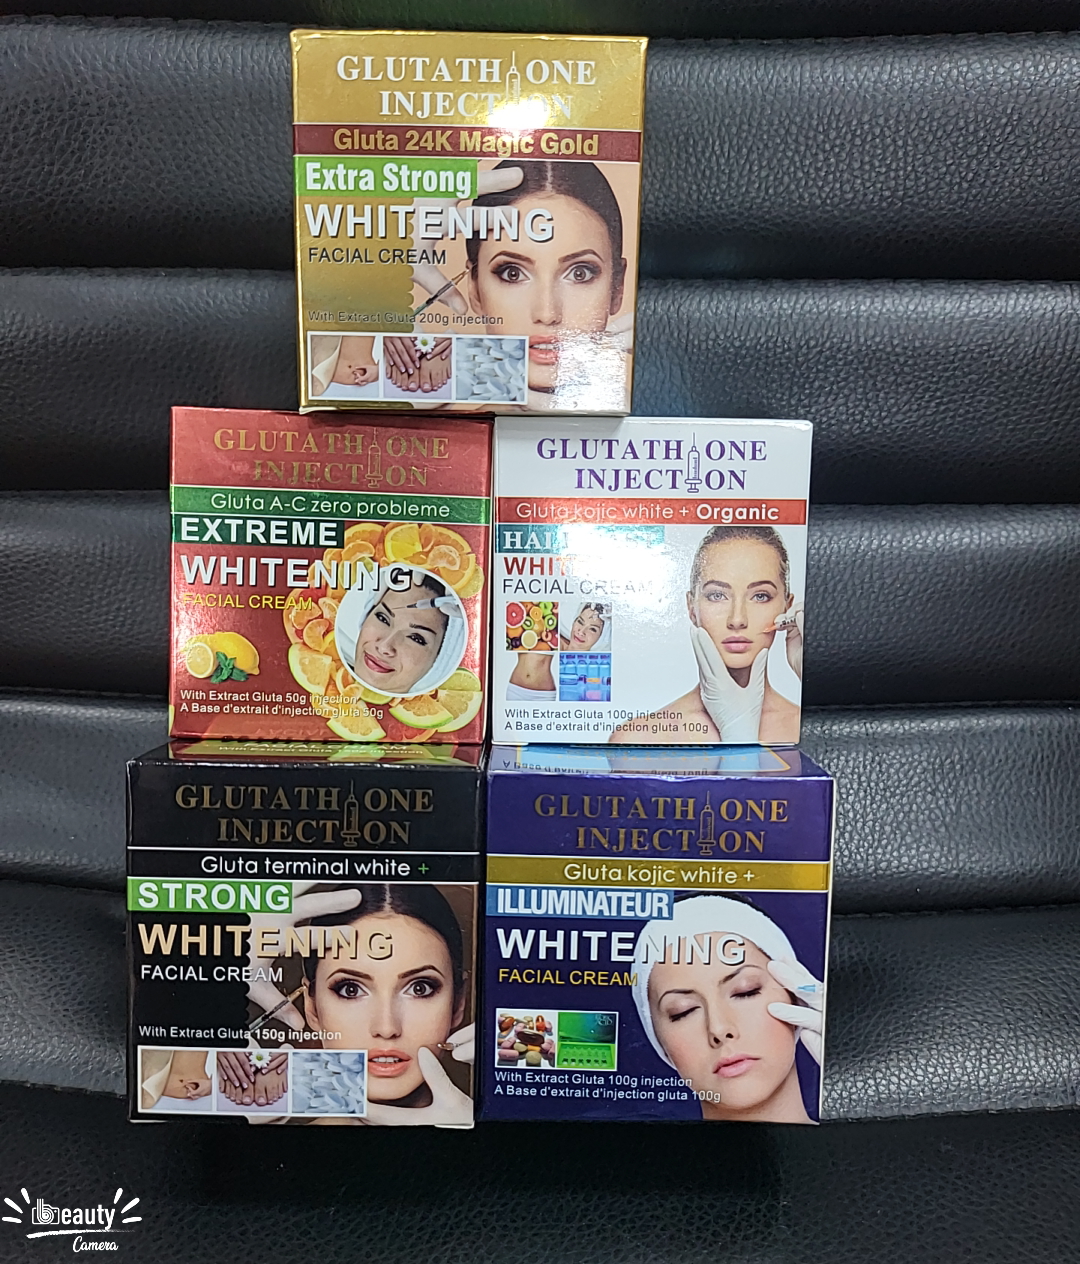 GLUTATHIONE
INJECTION
Gluta 24K Magic Gold
Extra Strong
WHITENING
FACIAL CREAM
With Extract Gluta 200g injection
GLUTATHIONE
INJECTION
Gluta A-C zero probleme
EXTREME
WHITENING
FACIAL CREAM
With Extract Gluta 50g injection
A Base d'extrait d'injection gluta 50g
GLUTATHIONE
INJECTION
Gluta kojic white + Organic
FACIAL CREAM
With Extract Gluta 100g injection
A Base d'extrait d'injection gluta 100g
GLUTATHIONE
INJECTION
Gluta terminal white +
STRONG
WHITENING
FACIAL CREAM
With Extract Gluta 150g injection
GLUTATHIONE
INJECTION
Gluta kojic white +
ILLUMINATEUR
WHITENING
FACIAL CREAM
KOJIC
ACID
With Extract Gluta 100g injection
A Base d'extrait d'injection gluta 100g
beauty
Camera